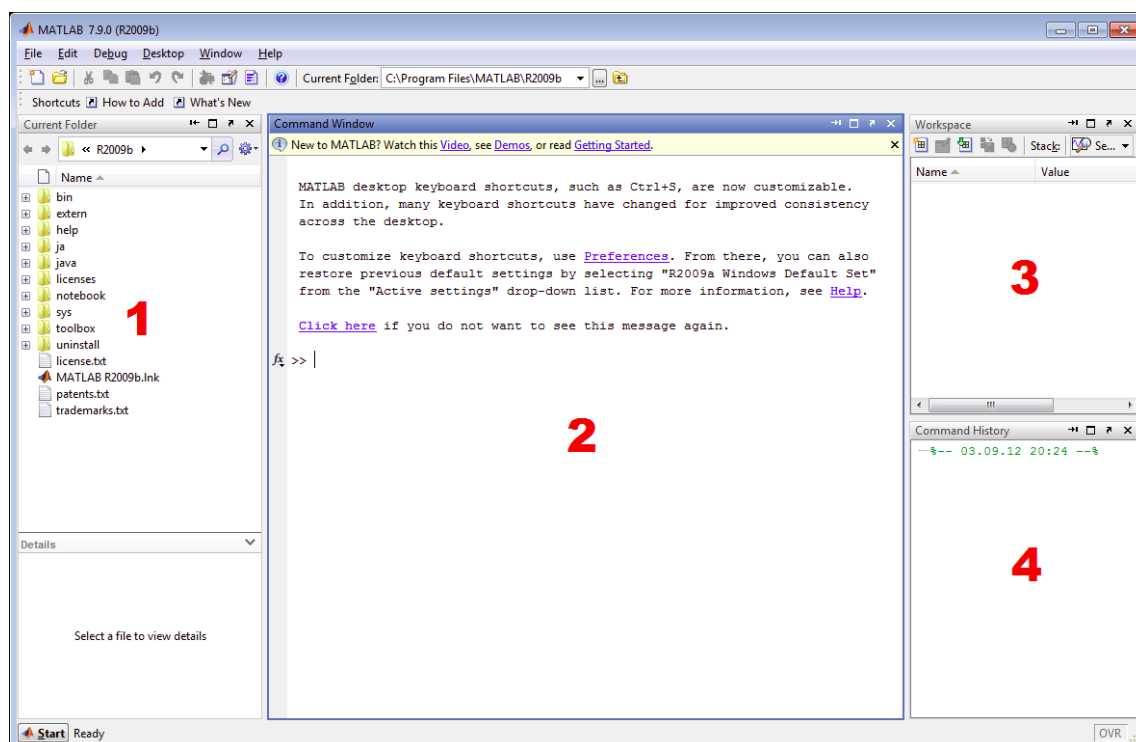 MATLAB 7.9.0 (R2009b)
File Edit Debug Desktop Window Help
Current Folder: C:\Program Files\MATLAB\R2009b
Shortcuts How to Add What's New
Current Folder
« R2009b
Name
bin
extern
help
ja
java
licenses
notebook
sys
toolbox
uninstall
license.txt
MATLAB R2009b.lnk
patents.txt
trademarks.txt
1
Details
Select a file to view details
Command Window
New to MATLAB? Watch this Video, see Demos, or read Getting Started.
MATLAB desktop keyboard shortcuts, such as Ctrl+S, are now customizable.
In addition, many keyboard shortcuts have changed for improved consistency
across the desktop.
To customize keyboard shortcuts, use Preferences. From there, you can also
restore previous default settings by selecting "R2009a Windows Default Set"
from the "Active settings" drop-down list. For more information, see Help.
Click here if you do not want to see this message again.
fx >>
2
Workspace
Stack: Se...
Name Value
3
Command History
%-- 03.09.12 20:24 --%
4
Start Ready
OVR